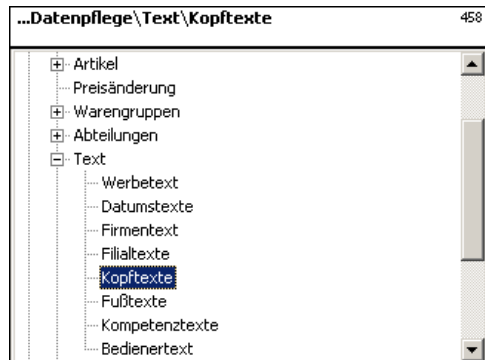 ...Datenpflege\Text\Kopftexte 458
Artikel
Preisänderung
Warengruppen
Abteilungen
Text
Werbetext
Datumstexte
Firmentext
Filialtexte
Kopftexte
Fußtexte
Kompetenztexte
Bedienertext